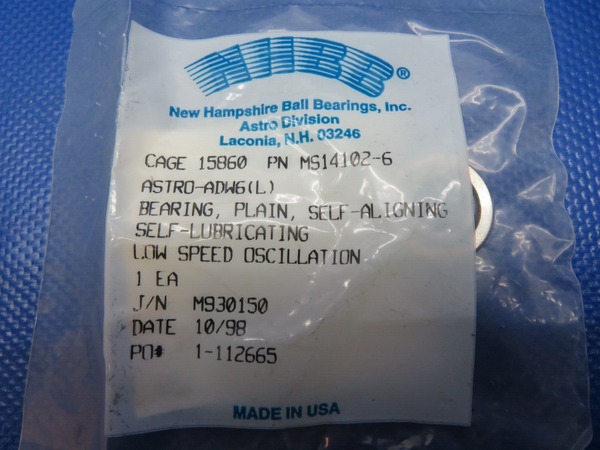 NHBB®
New Hampshire Ball Bearings, Inc.
Astro Division
Laconia, N.H. 03246
CAGE 15860 PN MS14102-6
ASTRO-ADW6(L)
BEARING, PLAIN, SELF-ALIGNING
SELF-LUBRICATING
LOW SPEED OSCILLATION
1 EA
J/N M930150
DATE 10/98
PO# 1-112665
MADE IN USA